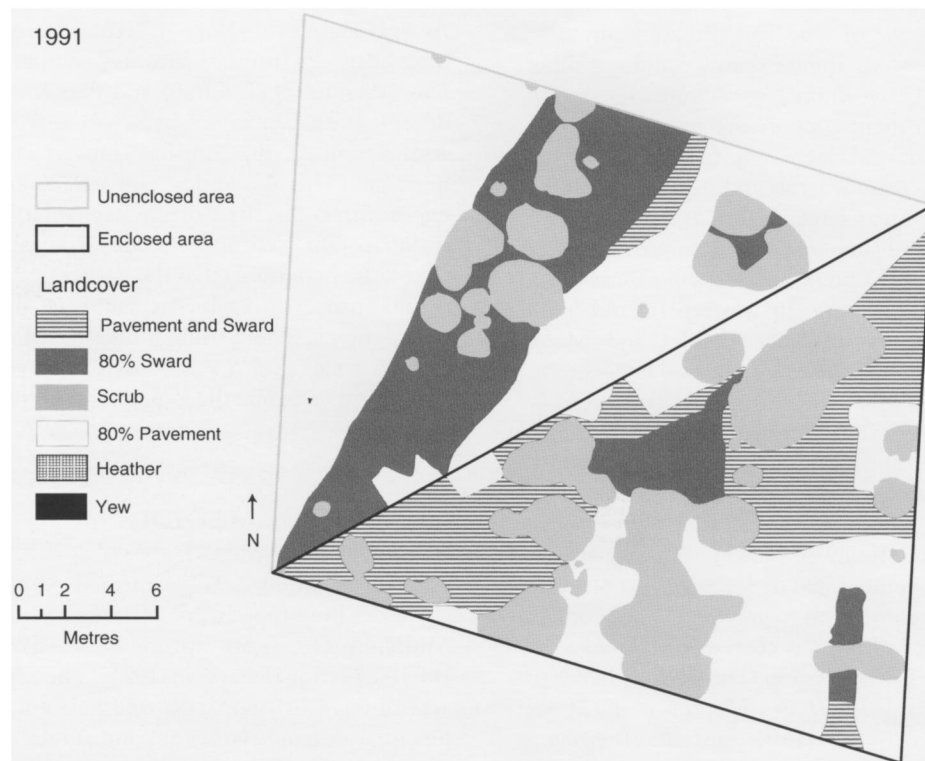 1991
Unenclosed area
Enclosed area
Landcover
Pavement and Sward
80% Sward
Scrub
80% Pavement
Heather
Yew
N
0 1 2 4 6
Metres